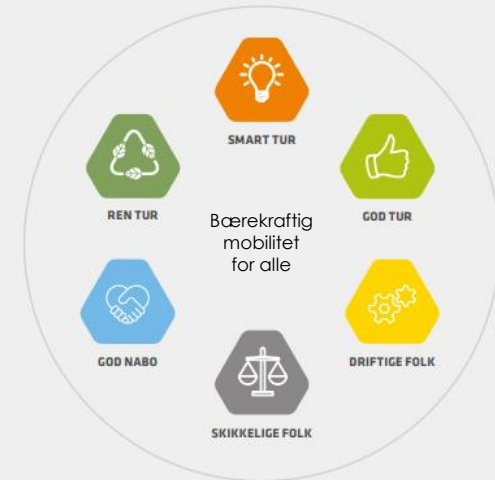 SMART TUR
REN TUR
GOD TUR
Bærekraftig
mobilitet
for alle
GOD NABO
DRIFTIGE FOLK
SKIKKELIGE FOLK